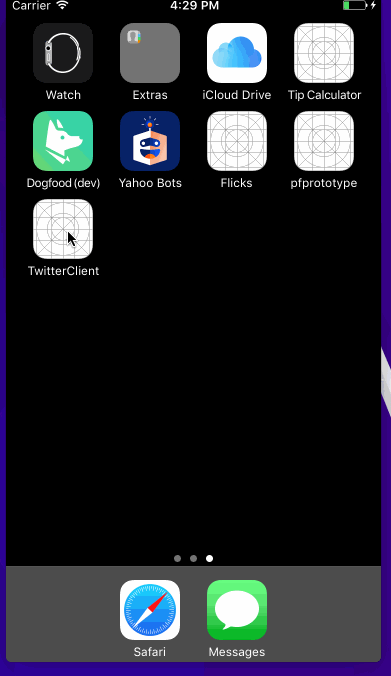 Carrier 4:29 PM
Watch Extras iCloud Drive Tip Calculator
Dogfood (dev) Yahoo Bots Flicks pfprototype
TwitterClient
Safari Messages